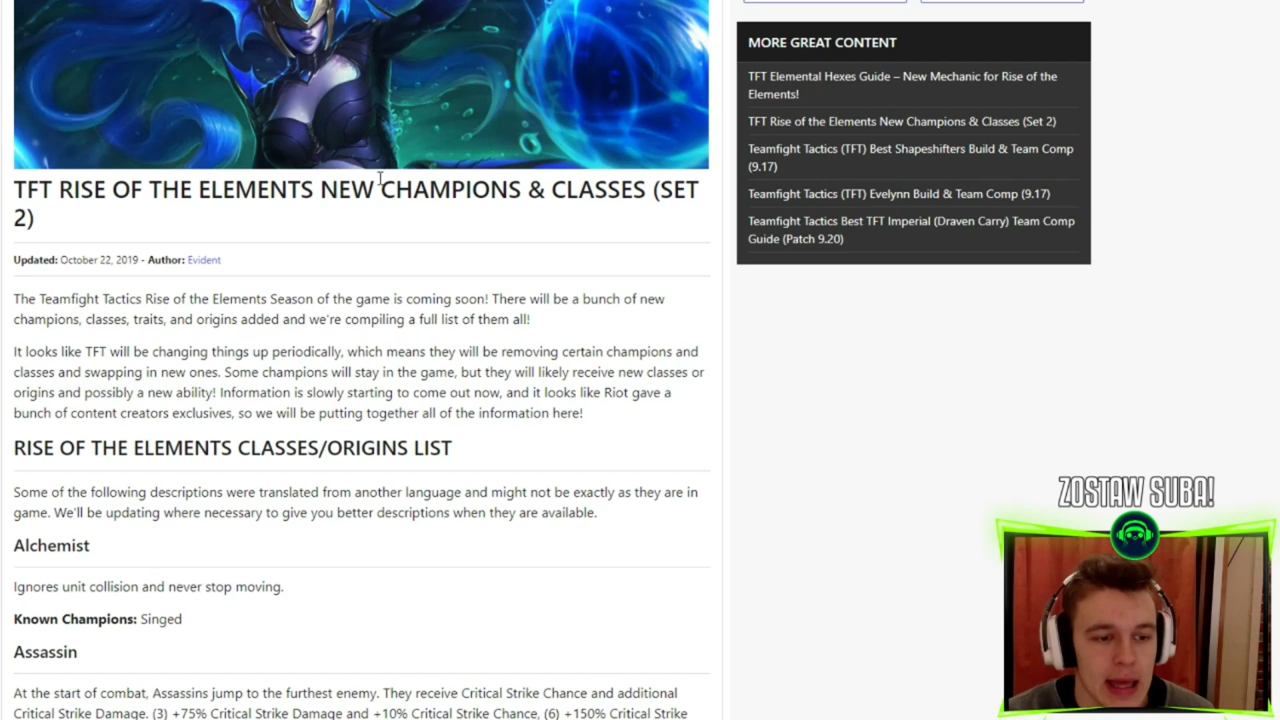 TFT RISE OF THE ELEMENTS NEW CHAMPIONS & CLASSES (SET
2)
Updated: October 22, 2019 - Author: Evident
The Teamfight Tactics Rise of the Elements Season of the game is coming soon! There will be a bunch of new
champions, classes, traits, and origins added and we're compiling a full list of them all!
It looks like TFT will be changing things up periodically, which means they will be removing certain champions and
classes and swapping in new ones. Some champions will stay in the game, but they will likely receive new classes or
origins and possibly a new ability! Information is slowly starting to come out now, and it looks like Riot gave a
bunch of content creators exclusives, so we will be putting together all of the information here!
RISE OF THE ELEMENTS CLASSES/ORIGINS LIST
Some of the following descriptions were translated from another language and might not be exactly as they are in
game. We'll be updating where necessary to give you better descriptions when they are available.
Alchemist
Ignores unit collision and never stop moving.
Known Champions: Singed
Assassin
At the start of combat, Assassins jump to the furthest enemy. They receive Critical Strike Chance and additional
Critical Strike Damage. (3) +75% Critical Strike Damage and +10% Critical Strike Chance, (6) +150% Critical Strike
MORE GREAT CONTENT
TFT Elemental Hexes Guide – New Mechanic for Rise of the
Elements!
TFT Rise of the Elements New Champions & Classes (Set 2)
Teamfight Tactics (TFT) Best Shapeshifters Build & Team Comp
(9.17)
Teamfight Tactics (TFT) Evelynn Build & Team Comp (9.17)
Teamfight Tactics Best TFT Imperial (Draven Carry) Team Comp
Guide (Patch 9.20)
ZOSTAW SUBA!